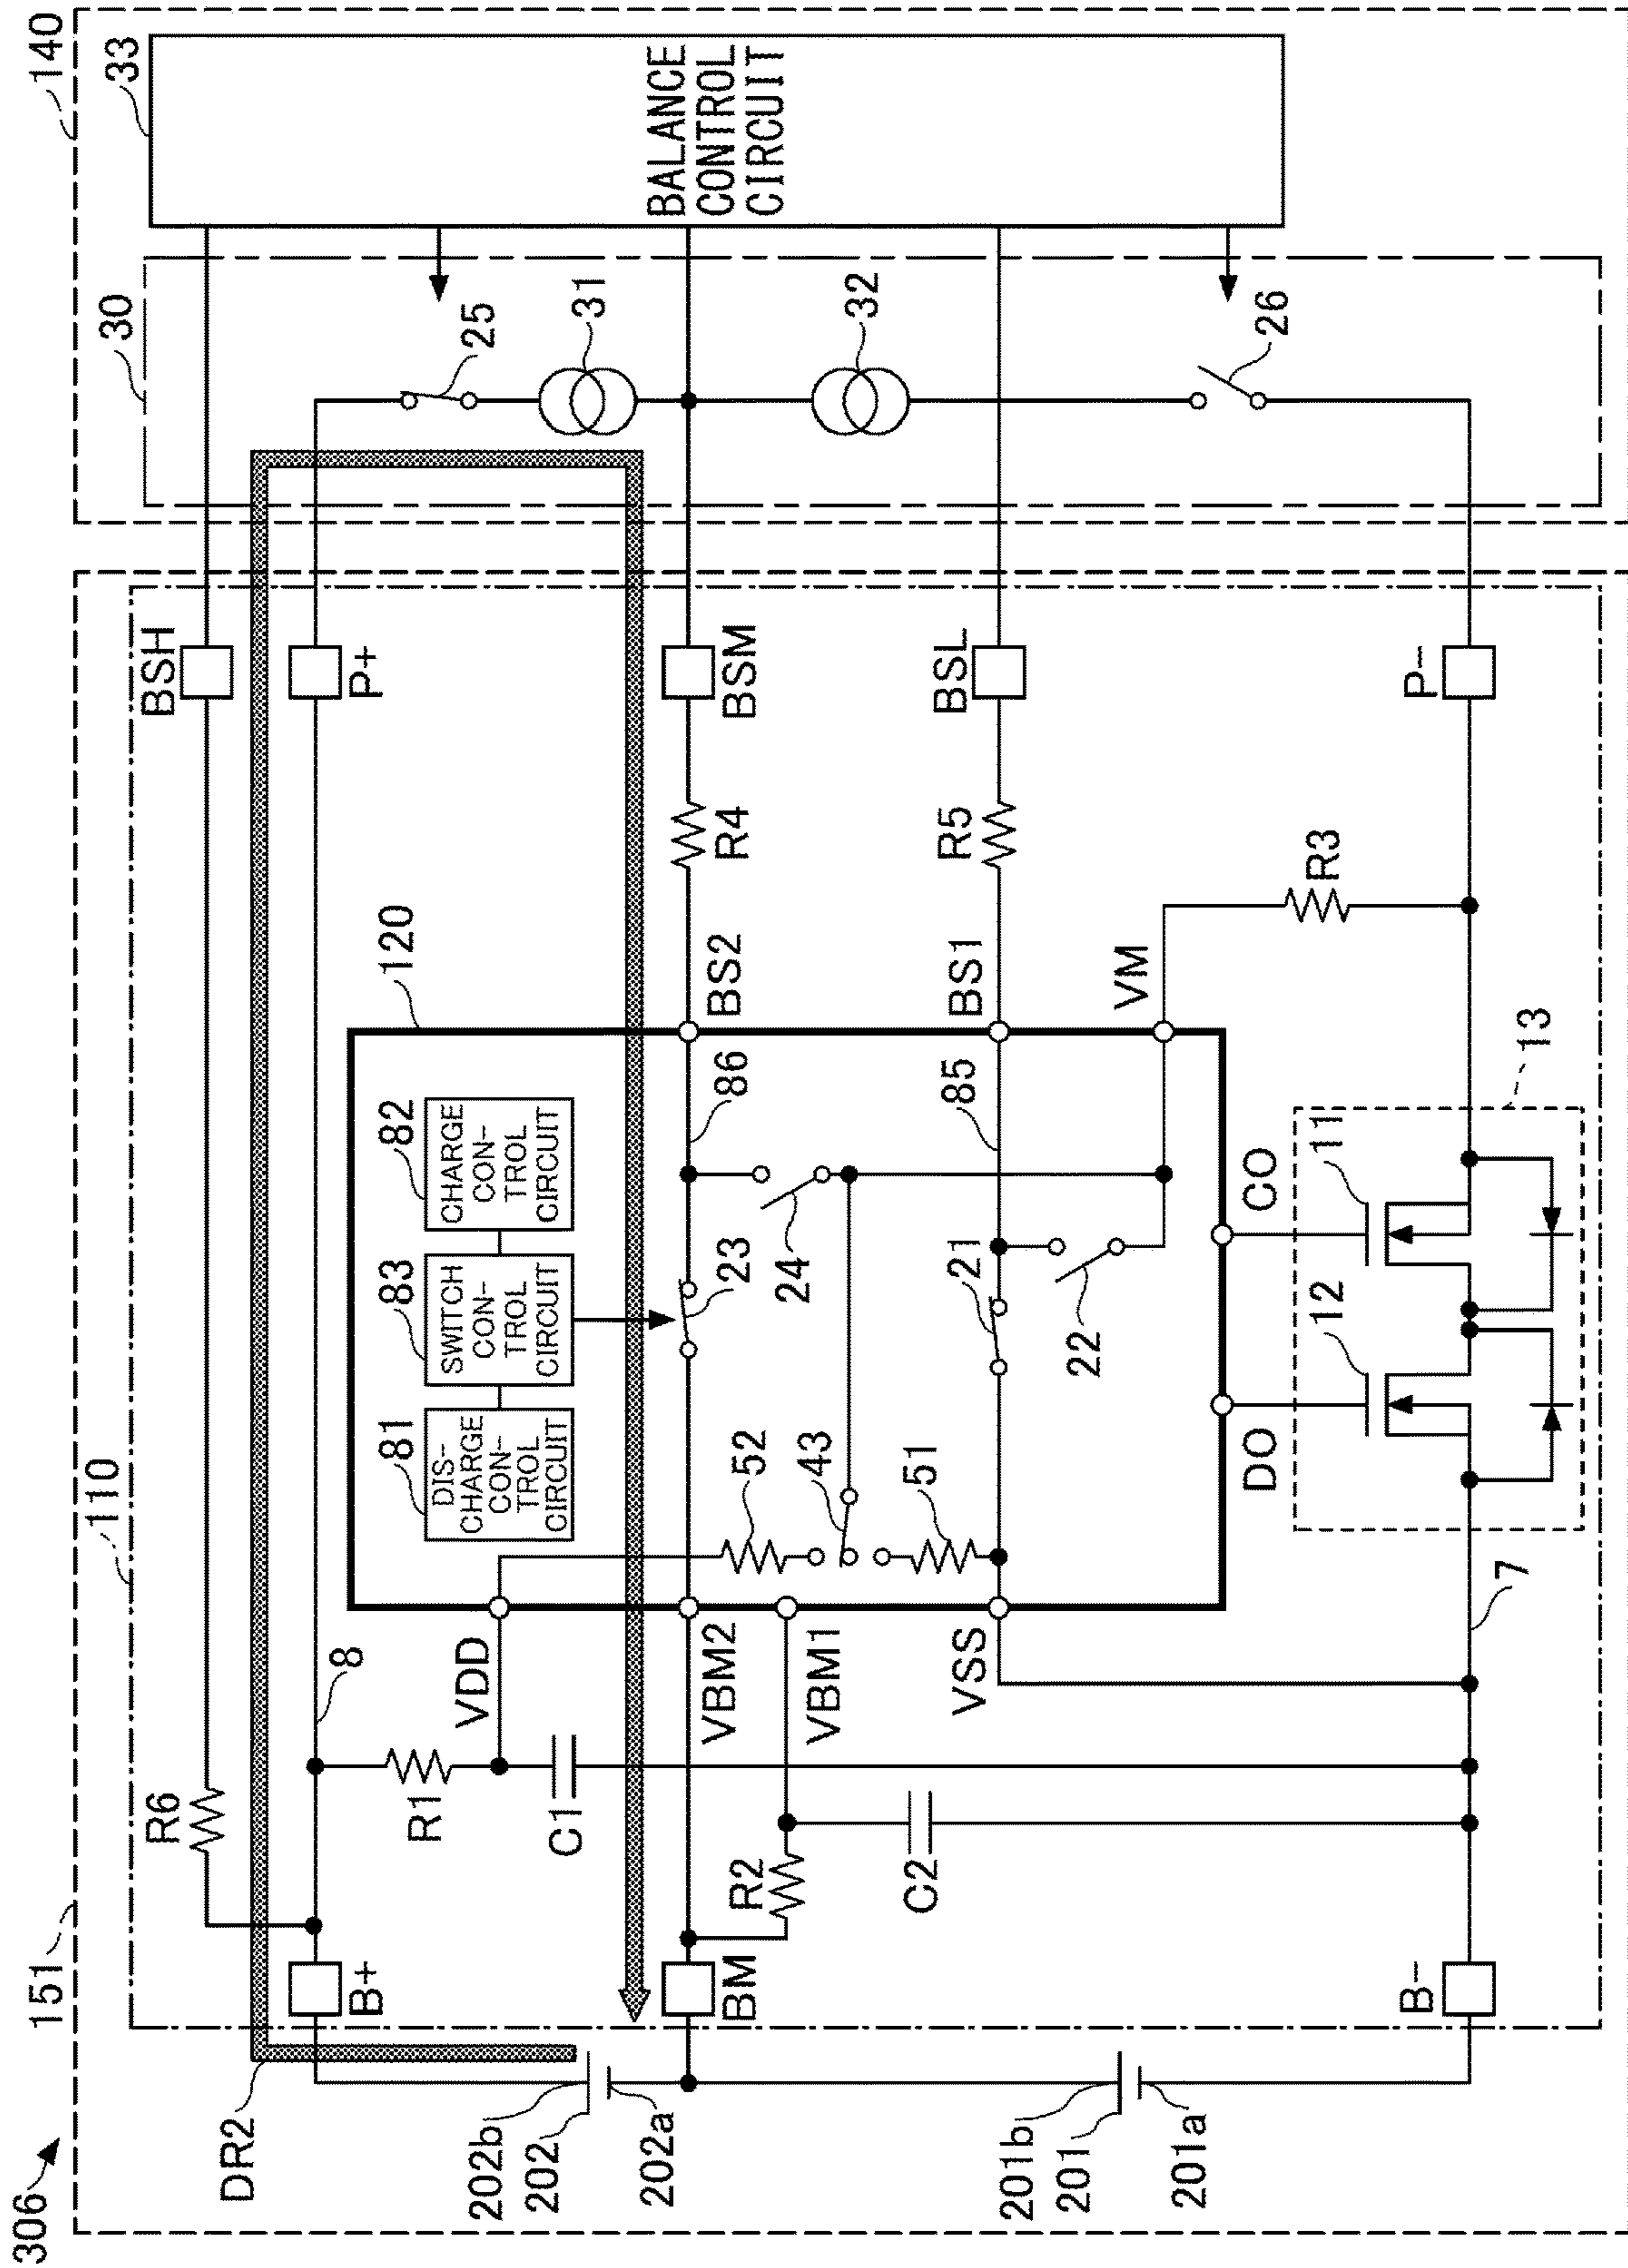 306
151
110
140
33
BALANCE
CONTROL
CIRCUIT
30
25
31
32
26
BSH
P+
BSM
BSL
P-
R4
R5
R3
120
BS2
BS1
VM
86
85
82
CHARGE
CON-
TROL
CIRCUIT
83
SWITCH
CON-
TROL
CIRCUIT
81
DIS-
CHARGE
CON-
TROL
CIRCUIT
23
24
21
22
52
43
51
CO
DO
13
11
12
7
8
VDD
VBM2
VBM1
VSS
R6
R1
C1
R2
C2
B+
BM
B-
DR2
202b
202
202a
201b
201
201a